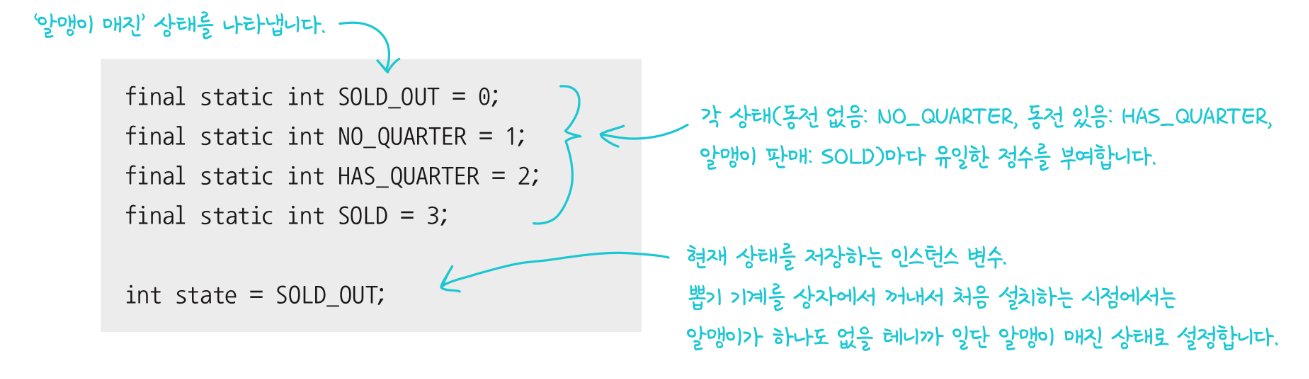 '알맹이 매진' 상태를 나타냅니다.
final static int SOLD_OUT = 0;
final static int NO_QUARTER = 1;
final static int HAS_QUARTER = 2;
final static int SOLD = 3;
각 상태(동전 없음: NO_QUARTER, 동전 있음: HAS_QUARTER,
알맹이 판매: SOLD)마다 유일한 정수를 부여합니다.
int state = SOLD_OUT;
현재 상태를 저장하는 인스턴스 변수.
뽑기 기계를 상자에서 꺼내서 처음 설치하는 시점에서는
알맹이가 하나도 없을 테니까 일단 알맹이 매진 상태로 설정합니다.